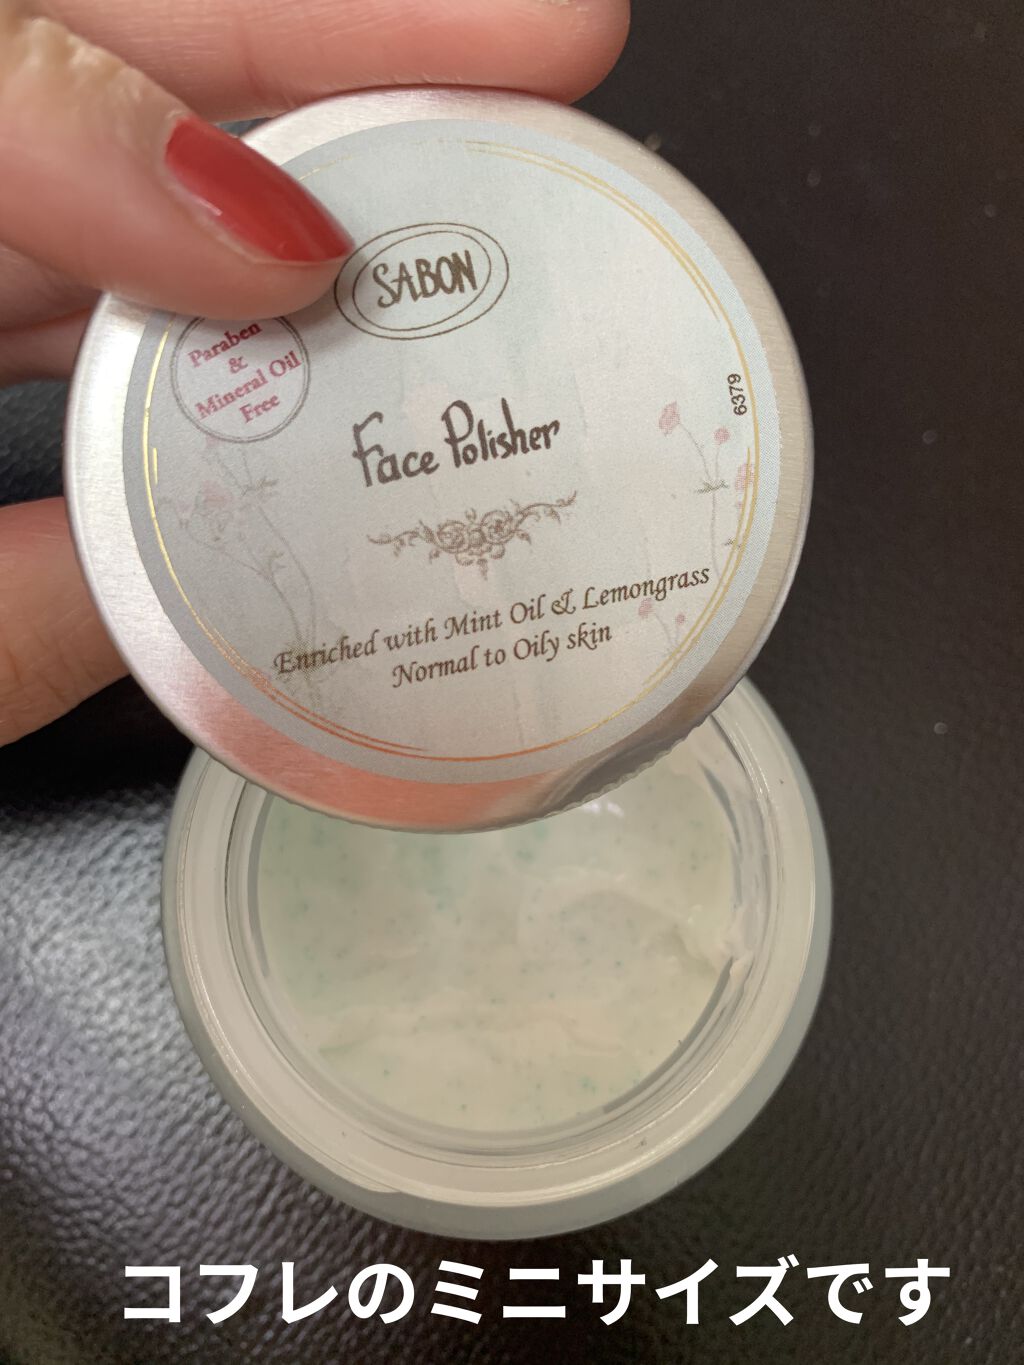 SABON
Paraben
&
Mineral Oil
Free
6379
Face Polisher
Enriched with Mint Oil & Lemongrass
Normal to Oily skin
コフレのミニサイズです